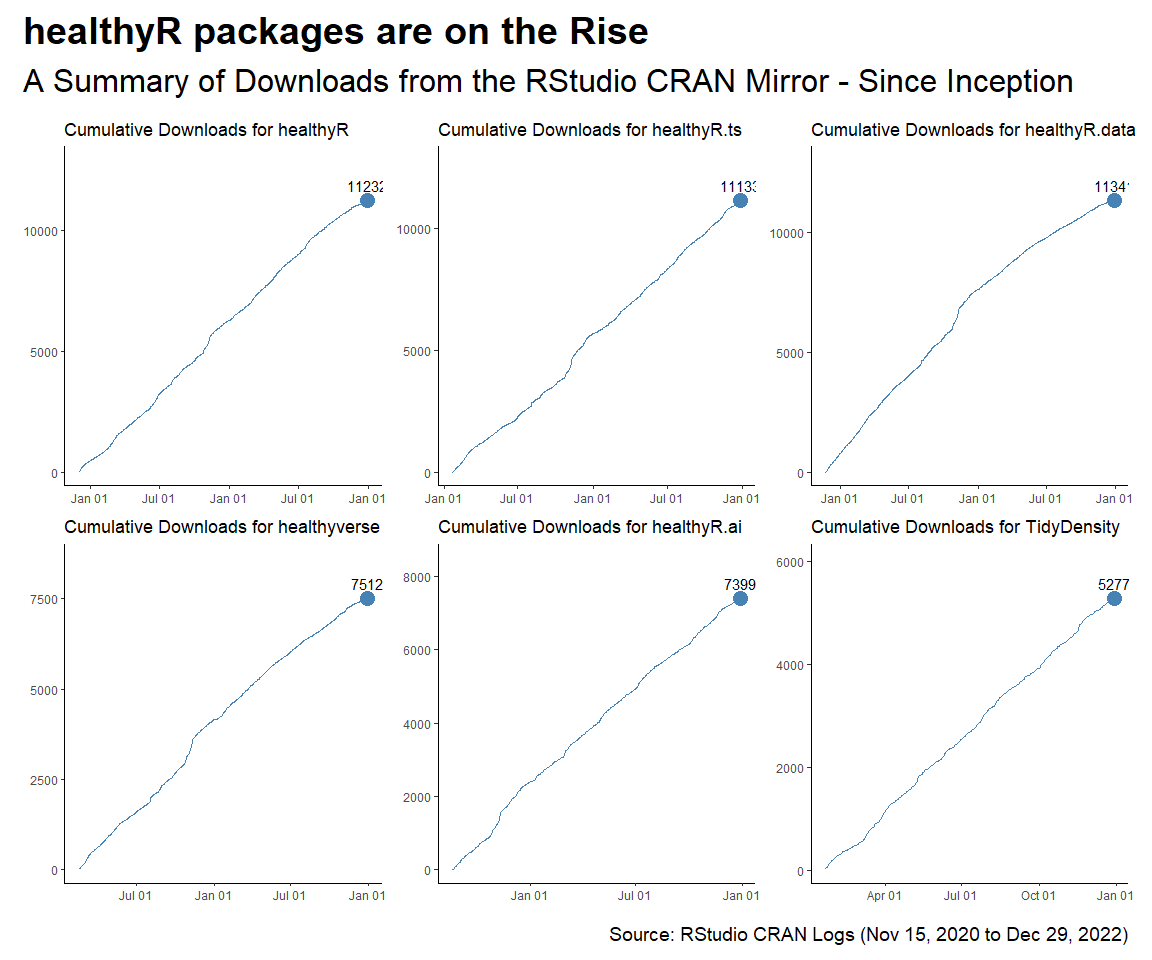 healthyR packages are on the Rise
A Summary of Downloads from the RStudio CRAN Mirror - Since Inception
Cumulative Downloads for healthyR
11232
10000
5000
0
Jan 01 Jul 01 Jan 01 Jul 01 Jan 01
Cumulative Downloads for healthyR.ts
11133
10000
5000
0
Jan 01 Jul 01 Jan 01 Jul 01 Jan 01
Cumulative Downloads for healthyR.data
11341
10000
5000
0
Jan 01 Jul 01 Jan 01 Jul 01 Jan 01
Cumulative Downloads for healthyverse
7512
7500
5000
2500
0
Jul 01 Jan 01 Jul 01 Jan 01
Cumulative Downloads for healthyR.ai
7399
8000
6000
4000
2000
0
Jan 01 Jul 01 Jan 01
Cumulative Downloads for TidyDensity
6000
5277
4000
2000
0
Apr 01 Jul 01 Oct 01 Jan 01
Source: RStudio CRAN Logs (Nov 15, 2020 to Dec 29, 2022)